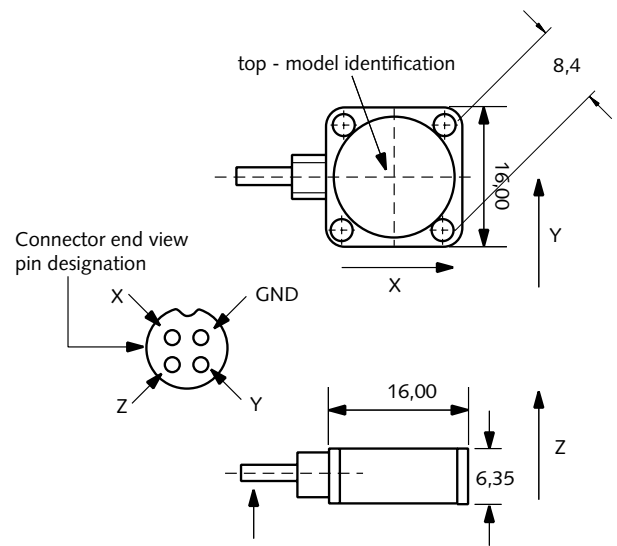 top - model identification
8,4
16,00
Y
X
Connector end view
pin designation
X
GND
Z
Y
16,00
Z
6,35